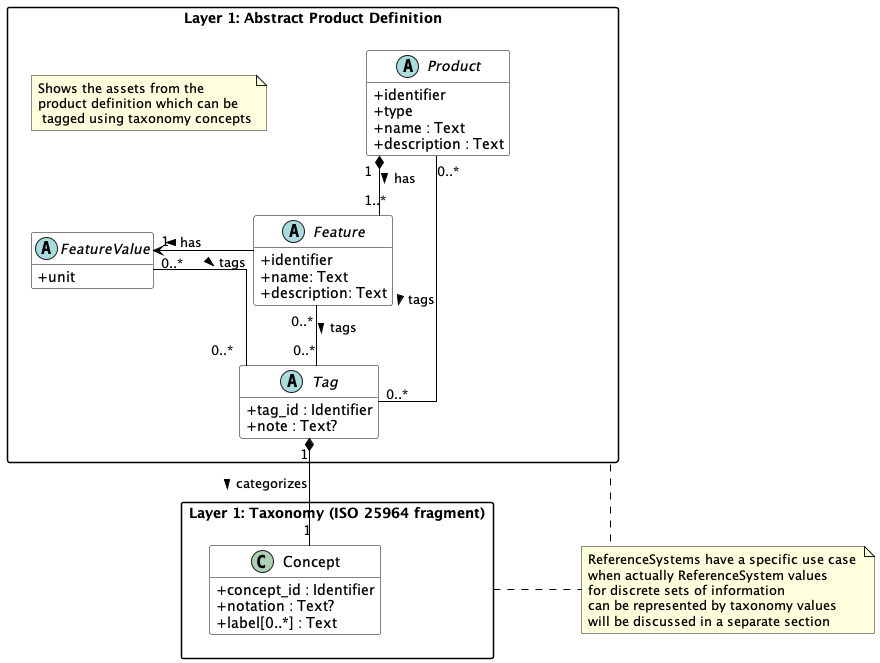 Layer 1: Abstract Product Definition
Shows the assets from the
product definition which can be
tagged using taxonomy concepts
A Product
+identifier
+type
+name : Text
+description : Text
1
has
1..*
0..*
A Feature
+identifier
+name: Text
+description: Text
A FeatureValue
+unit
1 has
0..* tags
0..*
0..*
tags
0..*
tags
0..*
A Tag
+tag_id : Identifier
+note : Text?
1
categorizes
Layer 1: Taxonomy (ISO 25964 fragment)
1
C Concept
+concept_id : Identifier
+notation : Text?
+label[0..*] : Text
ReferenceSystems have a specific use case
when actually ReferenceSystem values
for discrete sets of information
can be represented by taxonomy values
will be discussed in a separate section